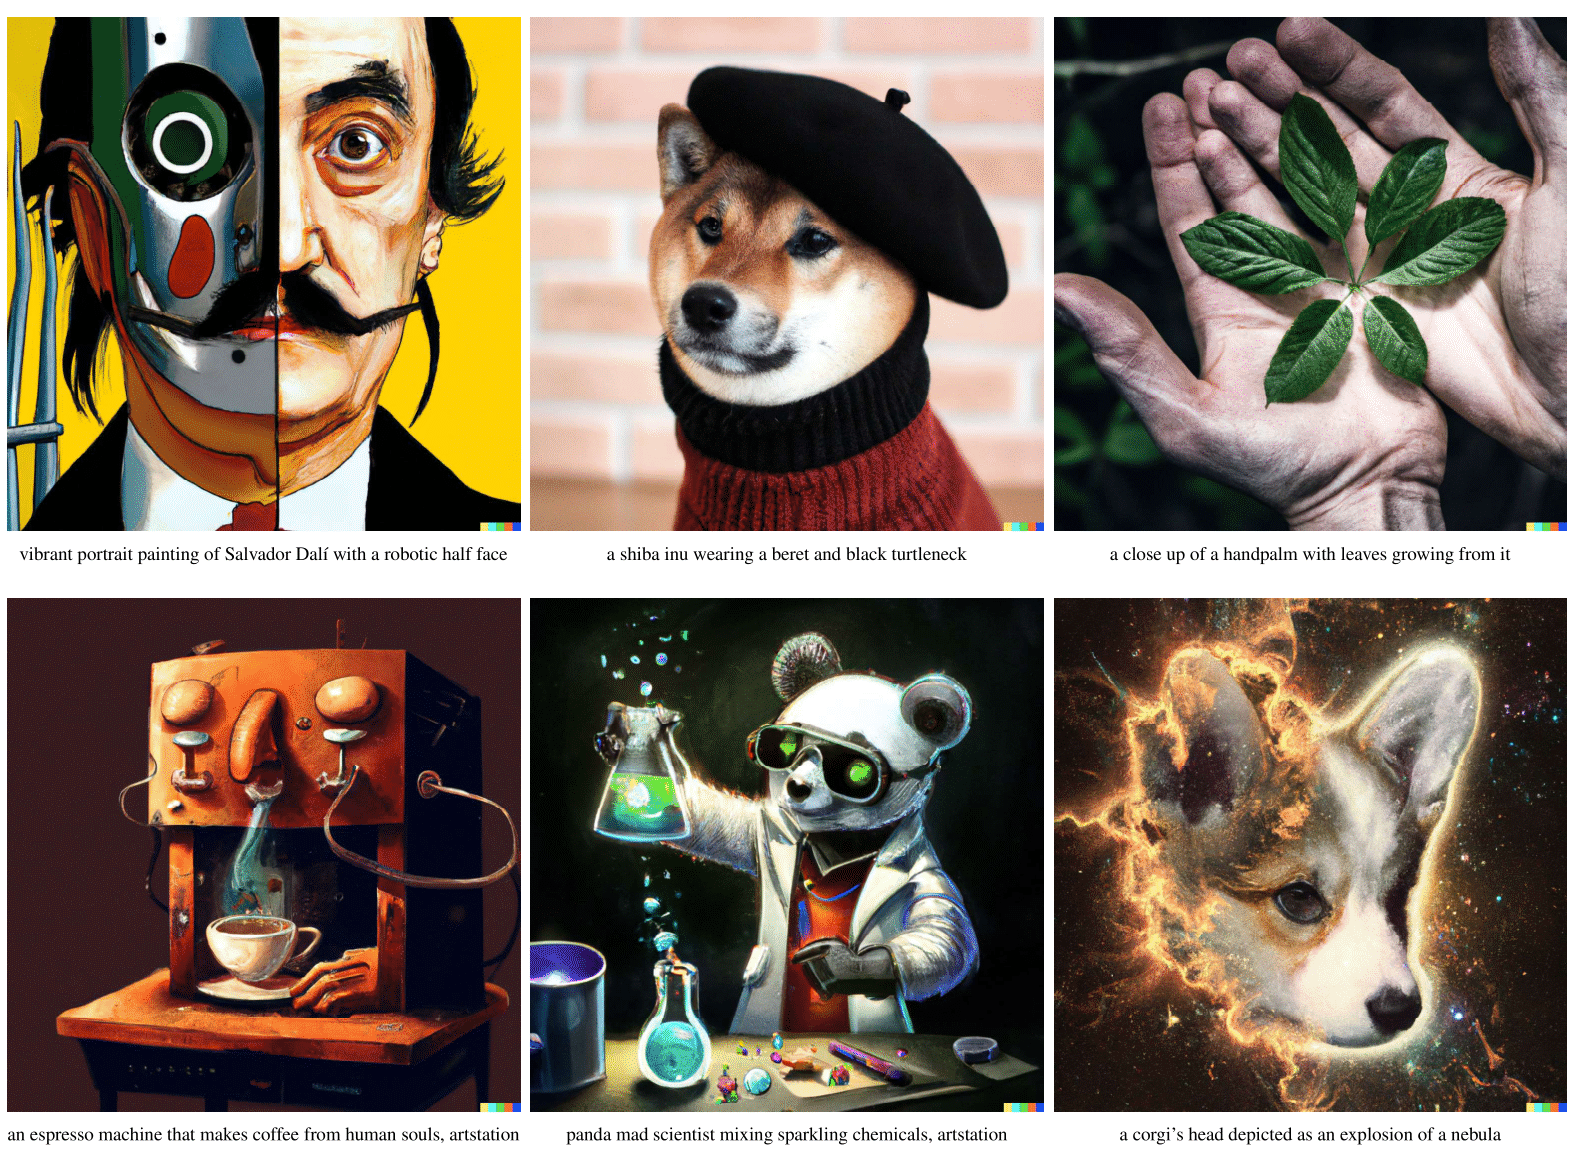 vibrant portrait painting of Salvador Dalí with a robotic half face
a shiba inu wearing a beret and black turtleneck
a close up of a handpalm with leaves growing from it
an espresso machine that makes coffee from human souls, artstation
panda mad scientist mixing sparkling chemicals, artstation
a corgi’s head depicted as an explosion of a nebula